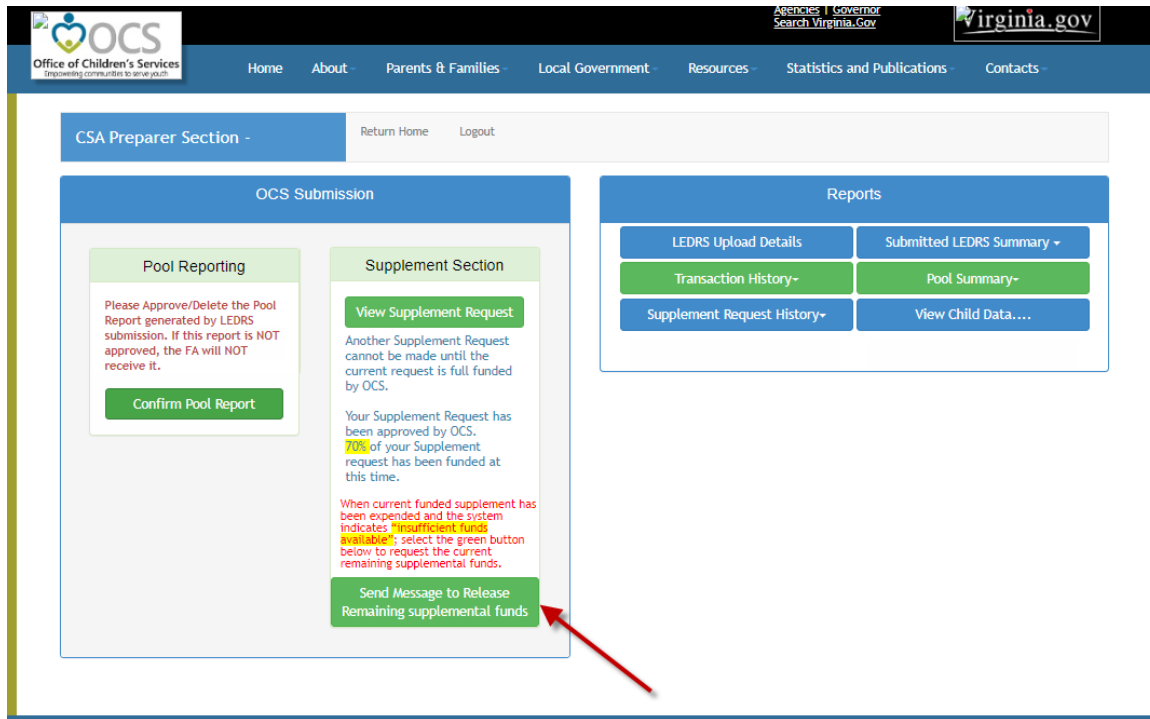 Agencies | Governor
Search Virginia.Gov
Virginia.gov
OCS
Office of Children's Services
Empowering communities to serve youth
Home About Parents & Families Local Government Resources Statistics and Publications Contacts
CSA Preparer Section -
Return Home Logout
OCS Submission
Pool Reporting
Please Approve/Delete the Pool
Report generated by LEDRS
submission. If this report is NOT
approved, the FA will NOT
receive it.
Confirm Pool Report
Supplement Section
View Supplement Request
Another Supplement Request
cannot be made until the
current request is full funded
by OCS.
Your Supplement Request has
been approved by OCS.
70% of your Supplement
request has been funded at
this time.
When current funded supplement has
been expended and the system
indicates "insufficient funds
available"; select the green button
below to request the current
remaining supplemental funds.
Send Message to Release
Remaining supplemental funds
Reports
LEDRS Upload Details Submitted LEDRS Summary
Transaction History Pool Summary
Supplement Request History View Child Data....